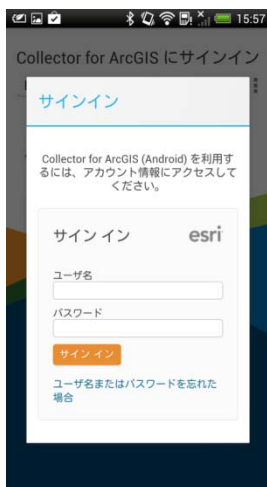 15:57
Collector for ArcGIS にサインイン
サインイン
Collector for ArcGIS (Android) を利用す
るには、アカウント情報にアクセスして
ください。
サイン イン
esri
ユーザ名
パスワード
サイン イン
ユーザ名またはパスワードを忘れた
場合